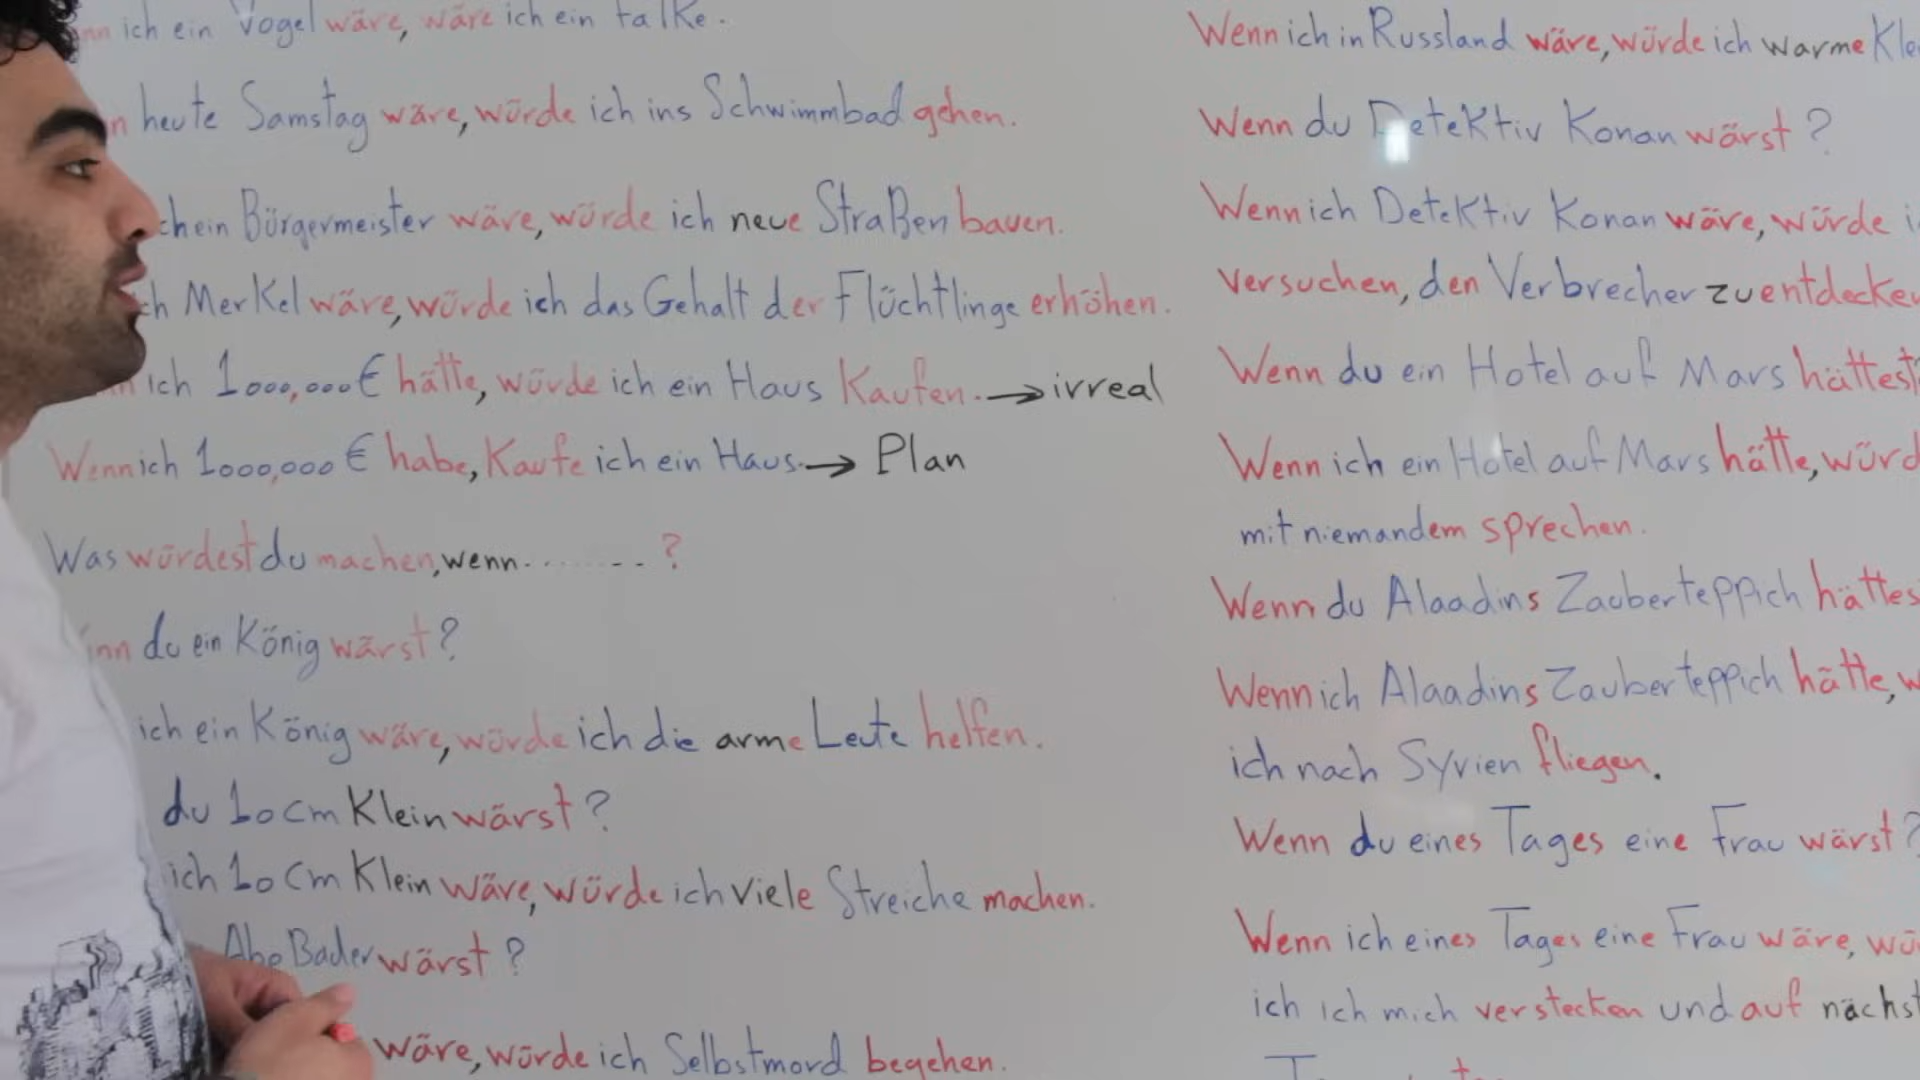 ich ein Vogel wäre, wäre ich ein falke.
heute Samstag wäre, würde ich ins Schwimmbad gehen.
ein Bürgermeister wäre, würde ich neue Straßen bauen.
Merkel wäre, würde ich das Gehalt der Flüchtlinge erhöhen.
ich 1000,000€ hätte, würde ich ein Haus Kaufen. → irreal
Wenn ich 1000,000€ habe, Kaufe ich ein Haus. → Plan
Was würdest du machen, wenn........?
du ein König wärst?
ich ein König wäre, würde ich die arme Leute helfen.
du 10 cm Klein wärst?
ich 10 cm Klein wäre, würde ich viele Streiche machen.
Abo Bader wärst?
wäre, würde ich Selbstmord begehen.
Wenn ich in Russland wäre, würde ich warme
Wenn du Detektiv Konan wärst?
Wenn ich Detektiv Konan wäre, würde
versuchen, den Verbrecher zu entdecken
Wenn du ein Hotel auf Mars hättest
Wenn ich ein Hotel auf Mars hätte, würd
mit niemandem sprechen.
Wenn du Alaadins Zauberteppich hättes
Wenn ich Alaadins Zauberteppich hätte, w
ich nach Syrien fliegen.
Wenn du eines Tages eine Frau wärst?
Wenn ich eines Tages eine Frau wäre, wü
ich ich mich verstecken und auf nächst